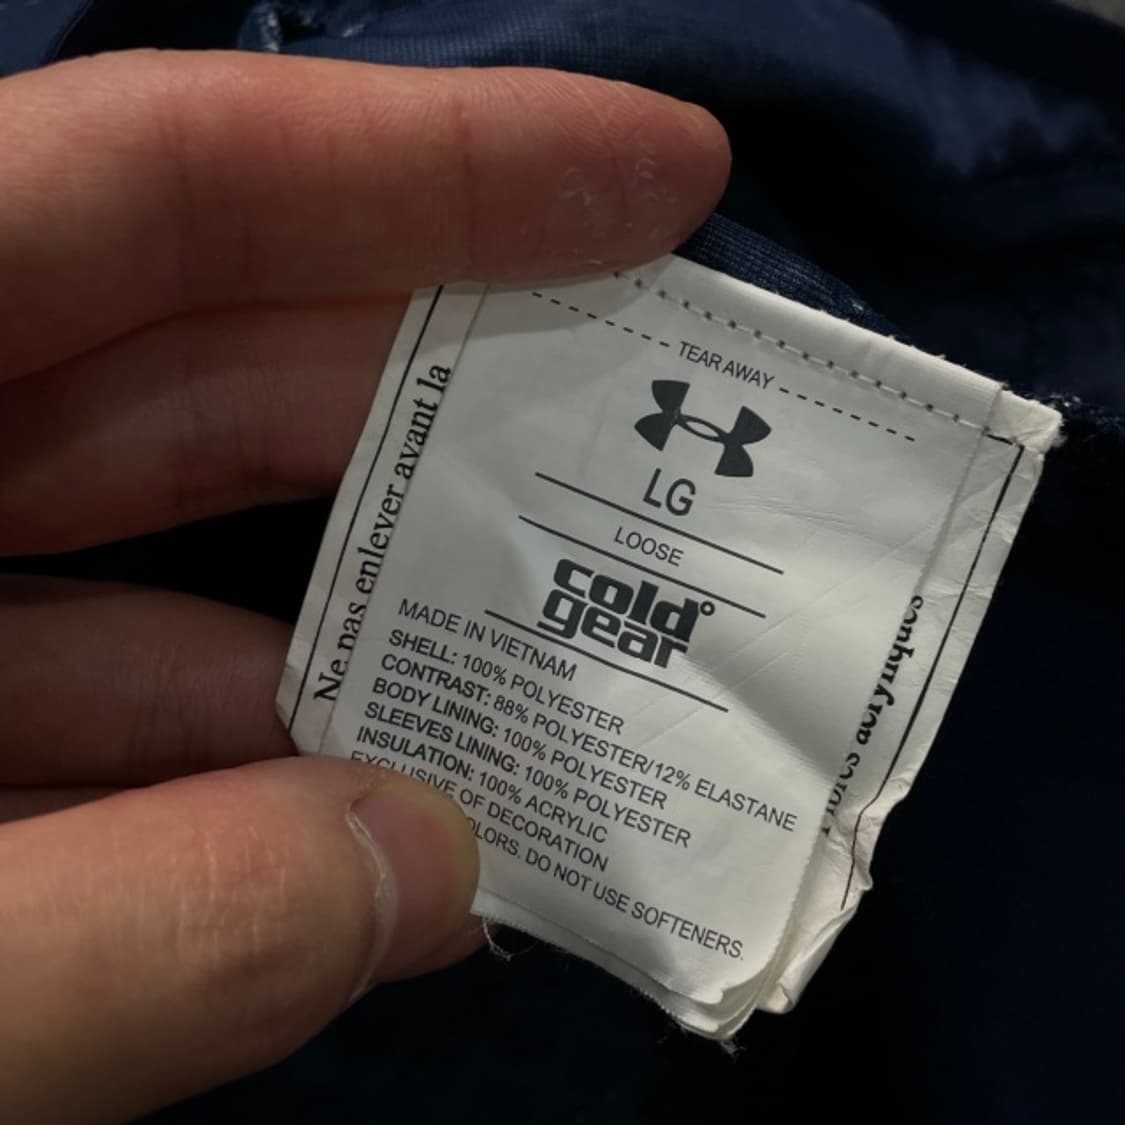 TEAR AWAY
LG
LOOSE
cold
gear
MADE IN VIETNAM
SHELL: 100% POLYESTER
CONTRAST: 88% POLYESTER/12% ELASTANE
BODY LINING: 100% POLYESTER
SLEEVES LINING: 100% POLYESTER
INSULATION: 100% ACRYLIC
EXCLUSIVE OF DECORATION
DO NOT USE SOFTENERS.
Ne pas enlever avant la
acryliques